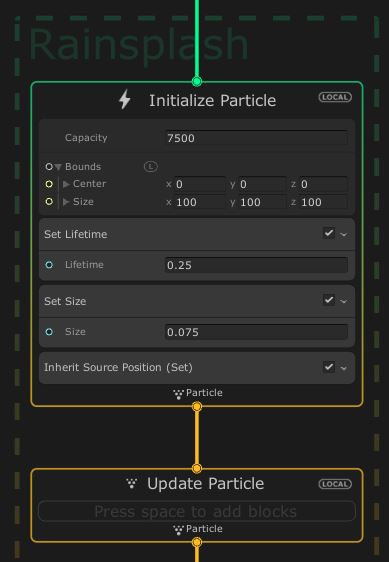 Rainsplash
Initialize Particle LOCAL
Capacity 7500
Bounds L
Center x 0 y 0 z 0
Size x 100 y 100 z 100
Set Lifetime
Lifetime 0.25
Set Size
Size 0.075
Inherit Source Position (Set)
Particle
Update Particle LOCAL
Press space to add blocks
Particle